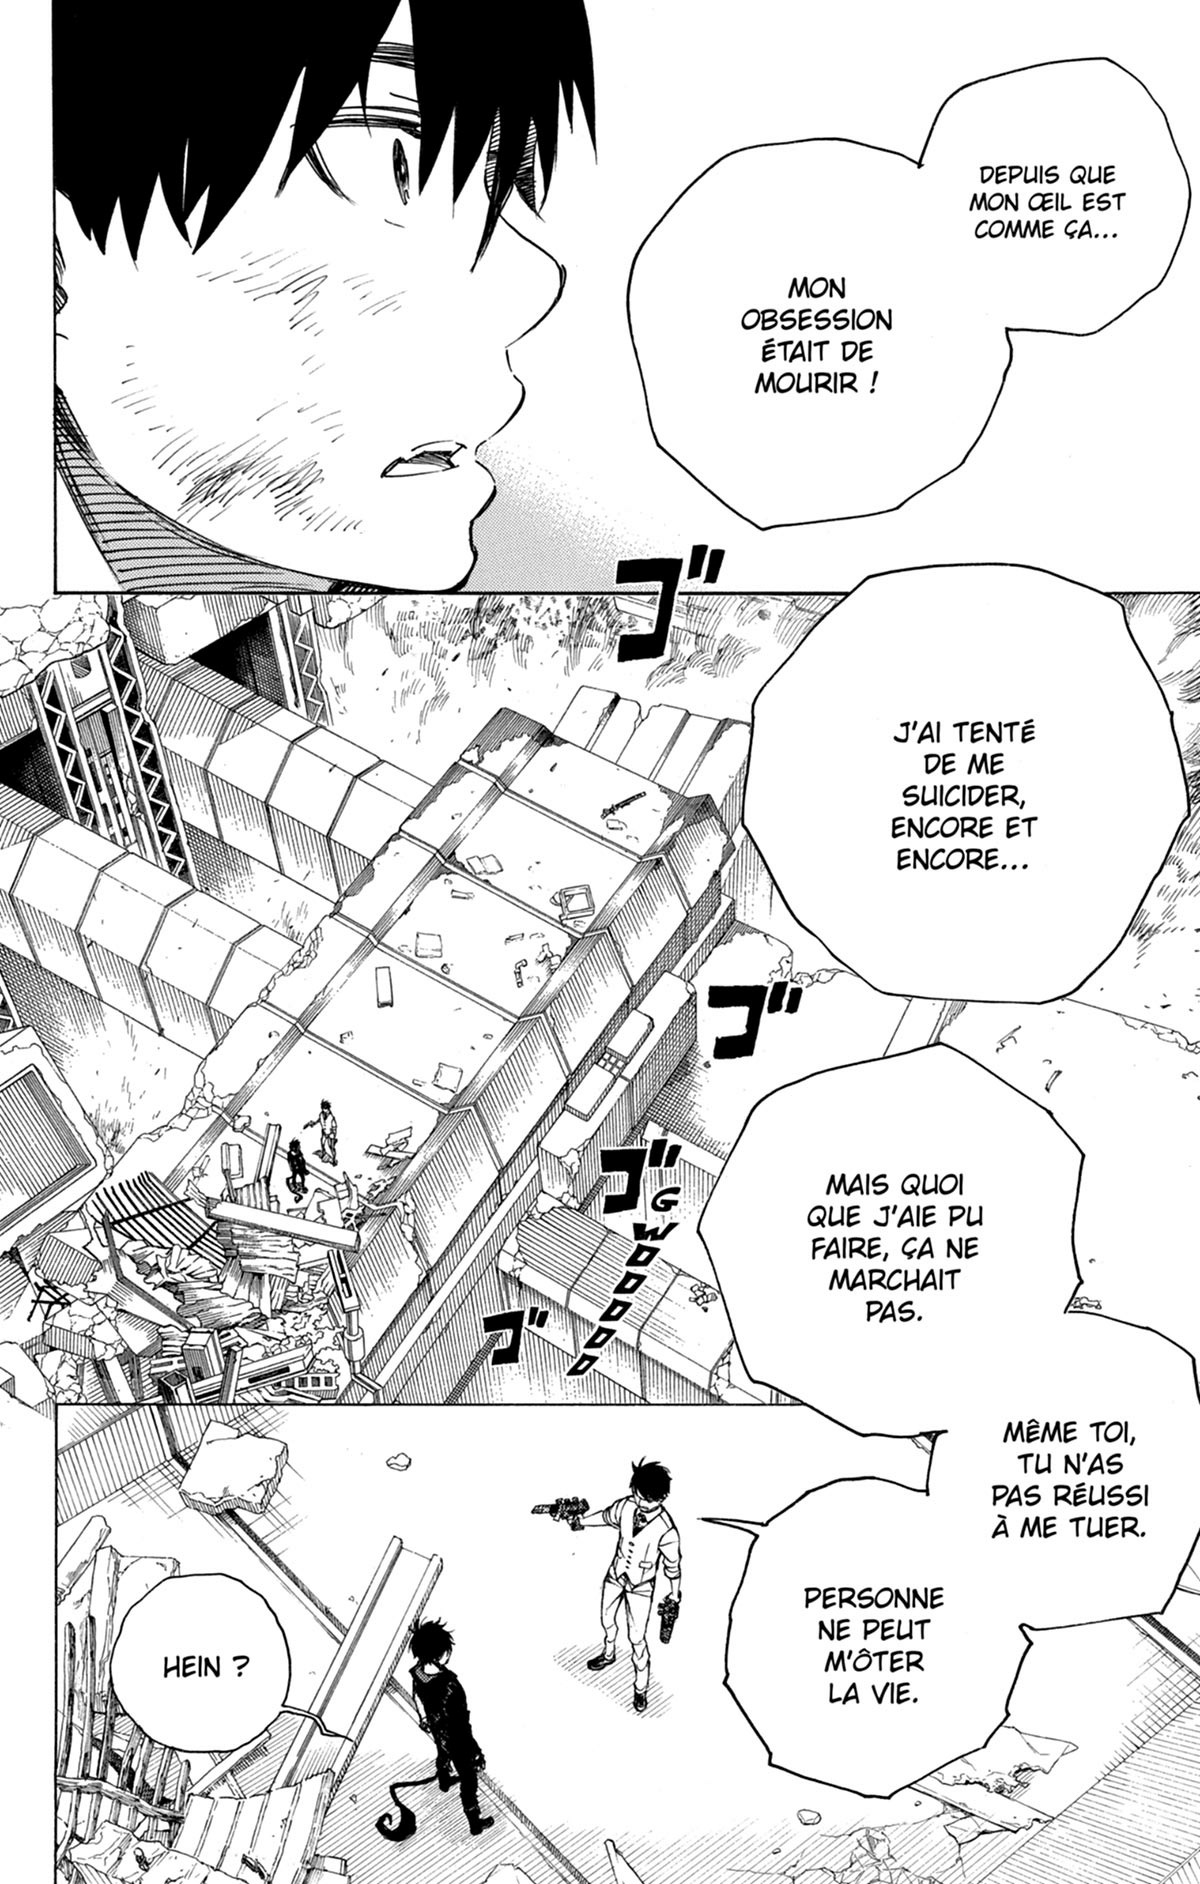 DEPUIS QUE
MON ŒIL EST
COMME ÇA...
MON
OBSESSION
ÉTAIT DE
MOURIR !
ゴ
J'AI TENTÉ
DE ME
SUICIDER,
ENCORE ET
ENCORE...
ゴ
ゴ
GWOOOOO
ゴ
MAIS QUOI
QUE J'AIE PU
FAIRE, ÇA NE
MARCHAIT
PAS.
MÊME TOI,
TU N'AS
PAS RÉUSSI
À ME TUER.
PERSONNE
NE PEUT
M'ÔTER
LA VIE.
HEIN ?